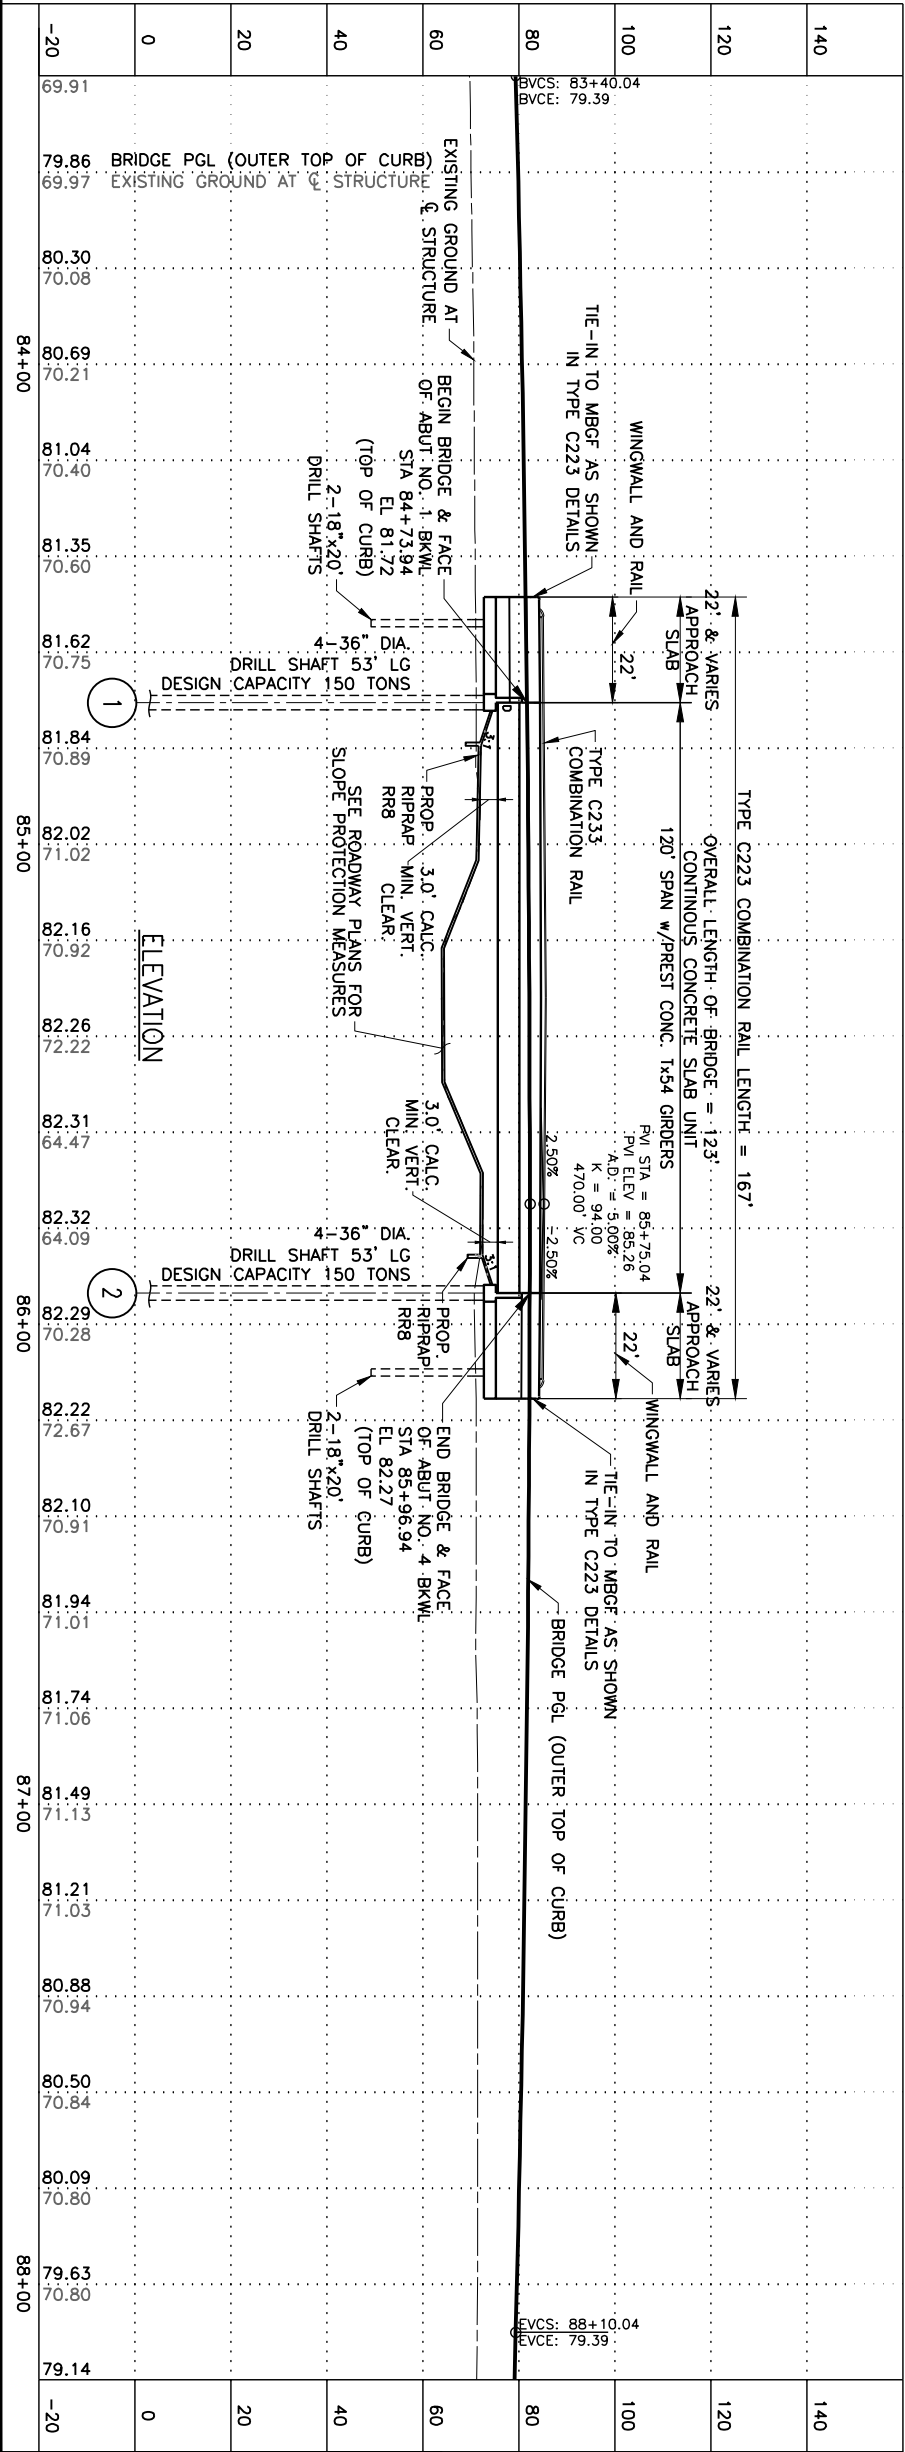 140
120
100
80
60
40
20
0
-20
BVCS: 83+40.04
BVCE: 79.39
BRIDGE PGL (OUTER TOP OF CURB)
EXISTING GROUND AT ℄ STRUCTURE
EXISTING GROUND AT
℄ STRUCTURE
TIE-IN TO MBGF AS SHOWN
IN TYPE C223 DETAILS
WINGWALL AND RAIL
BEGIN BRIDGE & FACE
OF ABUT NO. 1 BKWL
STA 84+73.94
EL 81.72
(TOP OF CURB)
2-18"x20'
DRILL SHAFTS
4-36" DIA.
DRILL SHAFT 53' LG
DESIGN CAPACITY 150 TONS
1
TYPE C223 COMBINATION RAIL LENGTH = 167'
22' & VARIES
APPROACH
SLAB
22'
OVERALL LENGTH OF BRIDGE = 123'
CONTINOUS CONCRETE SLAB UNIT
120' SPAN w/PREST CONC. Tx54 GIRDERS
TYPE C233
COMBINATION RAIL
D
3:1
PROP.
RIPRAP
RR8
3.0' CALC.
MIN. VERT.
CLEAR.
SEE ROADWAY PLANS FOR
SLOPE PROTECTION MEASURES
3.0' CALC.
MIN. VERT.
CLEAR.
PVI STA = 85+75.04
PVI ELEV = 85.26
A.D. = 5.00%
K = 94.00
470.00' VC
2.50%
-2.50%
4-36" DIA.
DRILL SHAFT 53' LG
DESIGN CAPACITY 150 TONS
2
3:1
PROP.
RIPRAP
RR8
22' & VARIES
APPROACH
SLAB
22'
WINGWALL AND RAIL
TIE-IN TO MBGF AS SHOWN
IN TYPE C223 DETAILS
END BRIDGE & FACE
OF ABUT NO. 4 BKWL
STA 85+96.94
EL 82.27
(TOP OF CURB)
2-18"x20'
DRILL SHAFTS
BRIDGE PGL (OUTER TOP OF CURB)
EVCS: 88+10.04
EVCE: 79.39
ELEVATION
69.91
79.86
69.97
80.30
70.08
80.69
70.21
81.04
70.40
81.35
70.60
81.62
70.75
81.84
70.89
82.02
71.02
82.16
70.92
82.26
72.22
82.31
64.47
82.32
64.09
82.29
70.28
82.22
72.67
82.10
70.91
81.94
71.01
81.74
71.06
81.49
71.13
81.21
71.03
80.88
70.94
80.50
70.84
80.09
70.80
79.63
70.80
79.14
84+00
85+00
86+00
87+00
88+00
140
120
100
80
60
40
20
0
-20